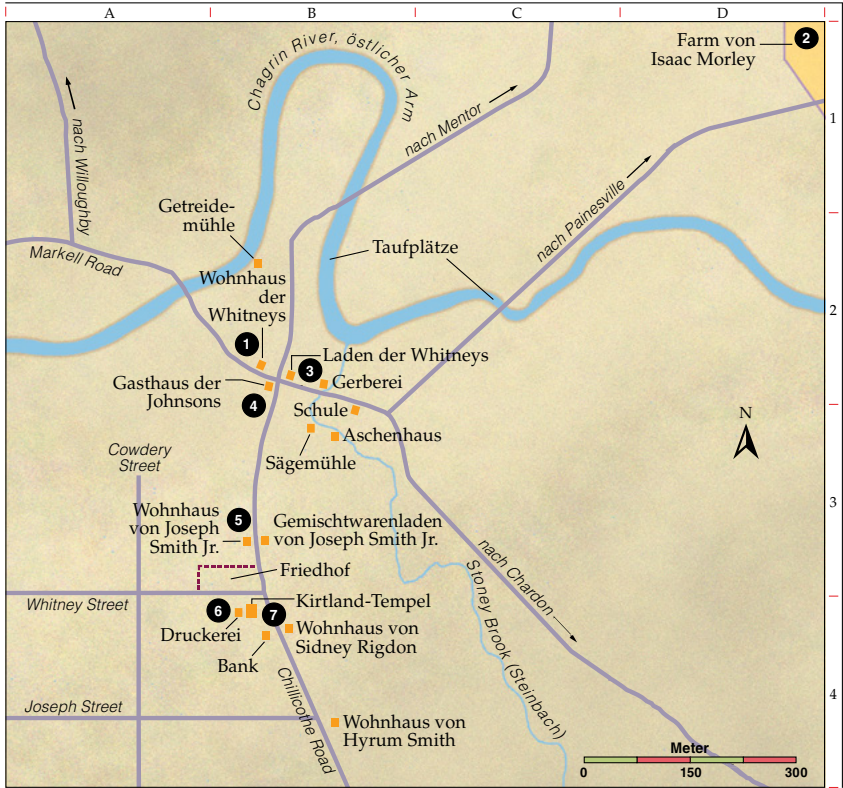 A
B
C
D
1
2
3
4
Chagrin River, östlicher Arm
nach Mentor
Farm von
Isaac Morley
2
nach Willoughby
nach Painesville
Getreide-
mühle
Taufplätze
Markell Road
Wohnhaus
der
Whitneys
1
Laden der Whitneys
3
Gerberei
Gasthaus der
Johnsons
4
Schule
Aschenhaus
Sägemühle
N
Cowdery
Street
Wohnhaus
von Joseph
Smith Jr.
5
Gemischtwarenladen
von Joseph Smith Jr.
Friedhof
nach Chardon
Stoney Brook (Steinbach)
Whitney Street
Kirtland-Tempel
6
7
Druckerei
Wohnhaus von
Sidney Rigdon
Bank
Chillicothe Road
Joseph Street
Wohnhaus von
Hyrum Smith
Meter
0 150 300